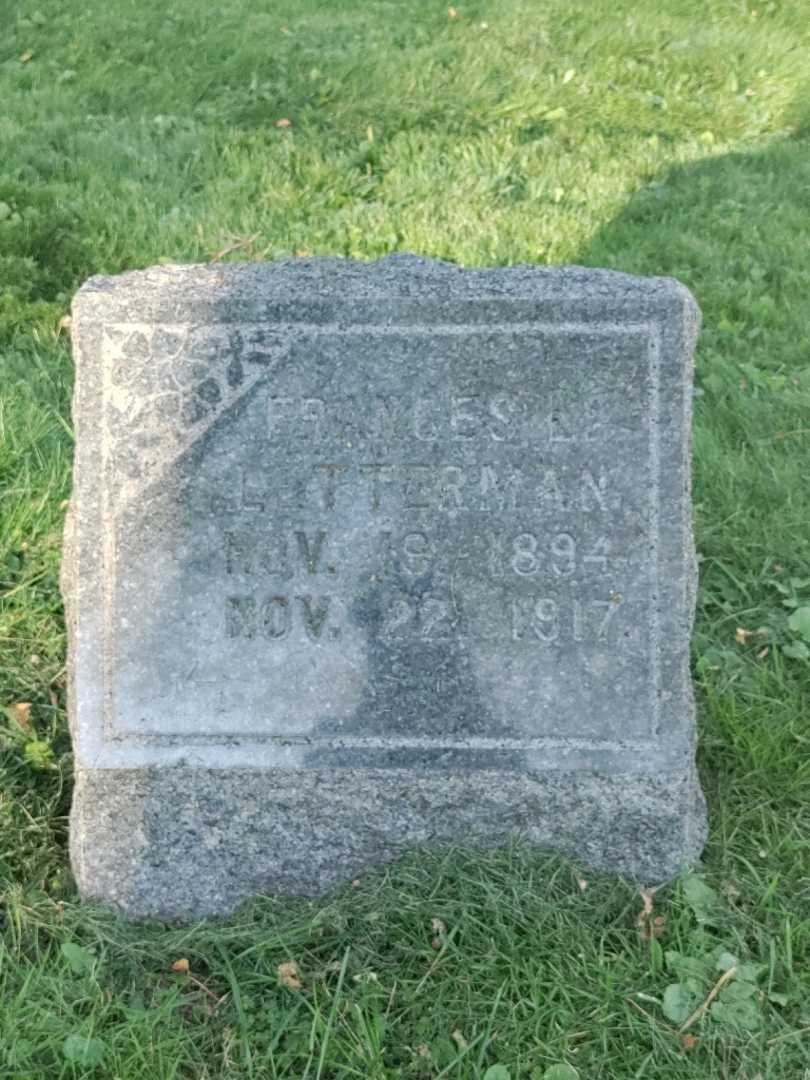 FRANCES L.
LETTERMAN
NOV. 19, 1894
NOV. 22, 1917